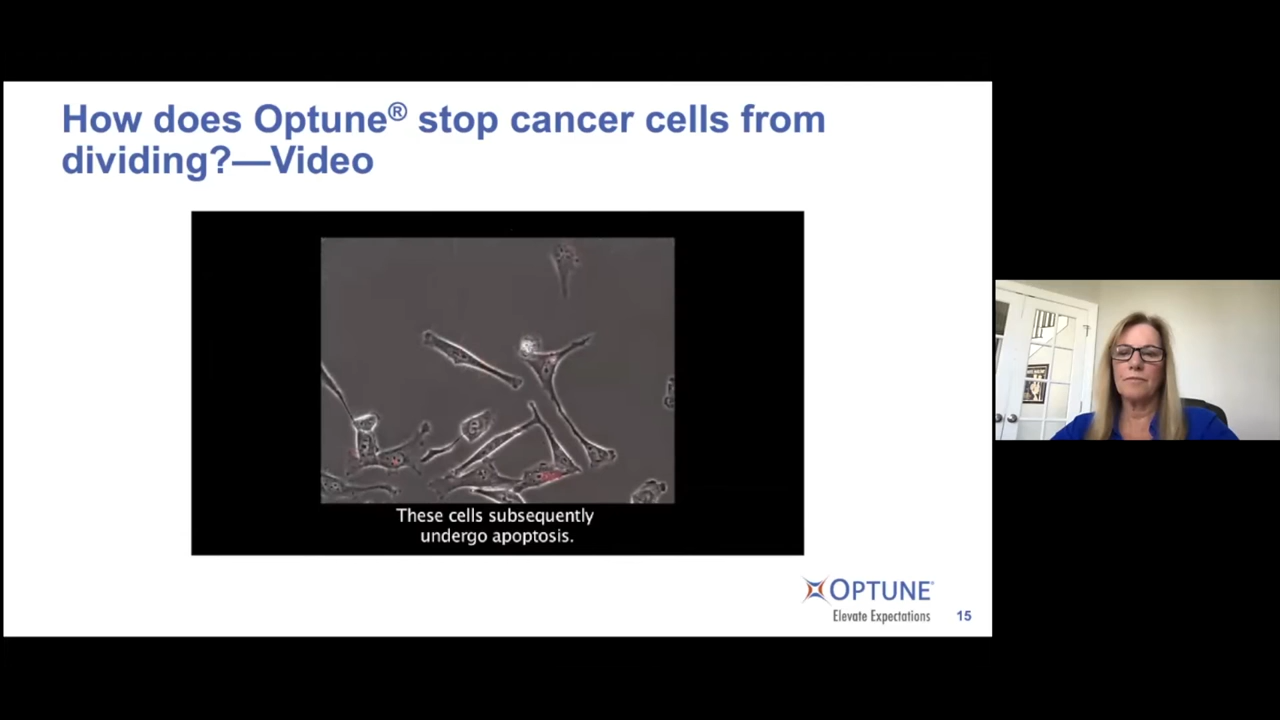 How does Optune® stop cancer cells from
dividing?—Video
These cells subsequently
undergo apoptosis.
OPTUNE®
Elevate Expectations
15